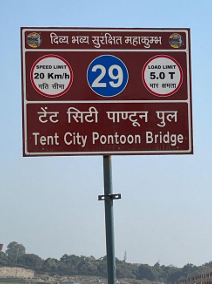 दिव्य भव्य सुरक्षित महाकुम्भ
SPEED LIMIT
20 Km/h
गति सीमा
29
LOAD LIMIT
5.0 T
भार क्षमता
टेंट सिटी पाण्टून पुल
Tent City Pontoon Bridge